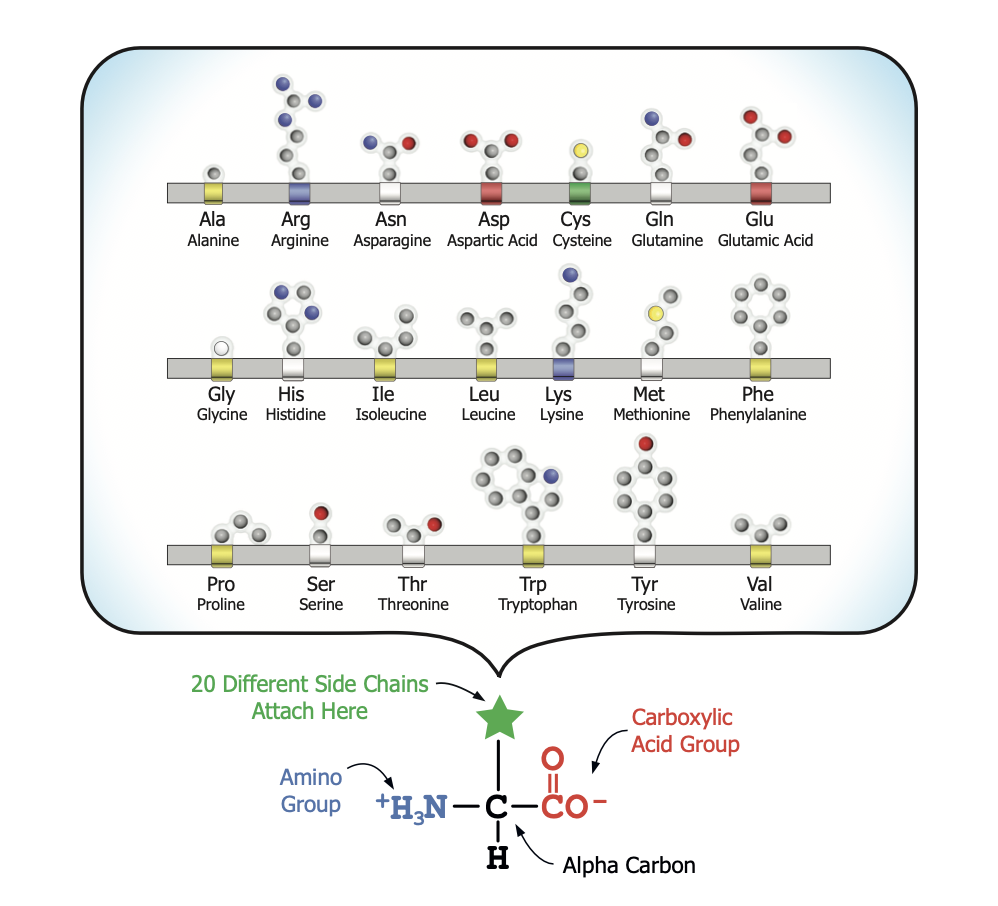 Ala Arg Asn Asp Cys Gln Glu
Alanine Arginine Asparagine Aspartic Acid Cysteine Glutamine Glutamic Acid
Gly His Ile Leu Lys Met Phe
Glycine Histidine Isoleucine Leucine Lysine Methionine Phenylalanine
Pro Ser Thr Trp Tyr Val
Proline Serine Threonine Tryptophan Tyrosine Valine
20 Different Side Chains
Attach Here
Carboxylic
Acid Group
Amino
Group
O
⁺H₃N C CO⁻
H
Alpha Carbon